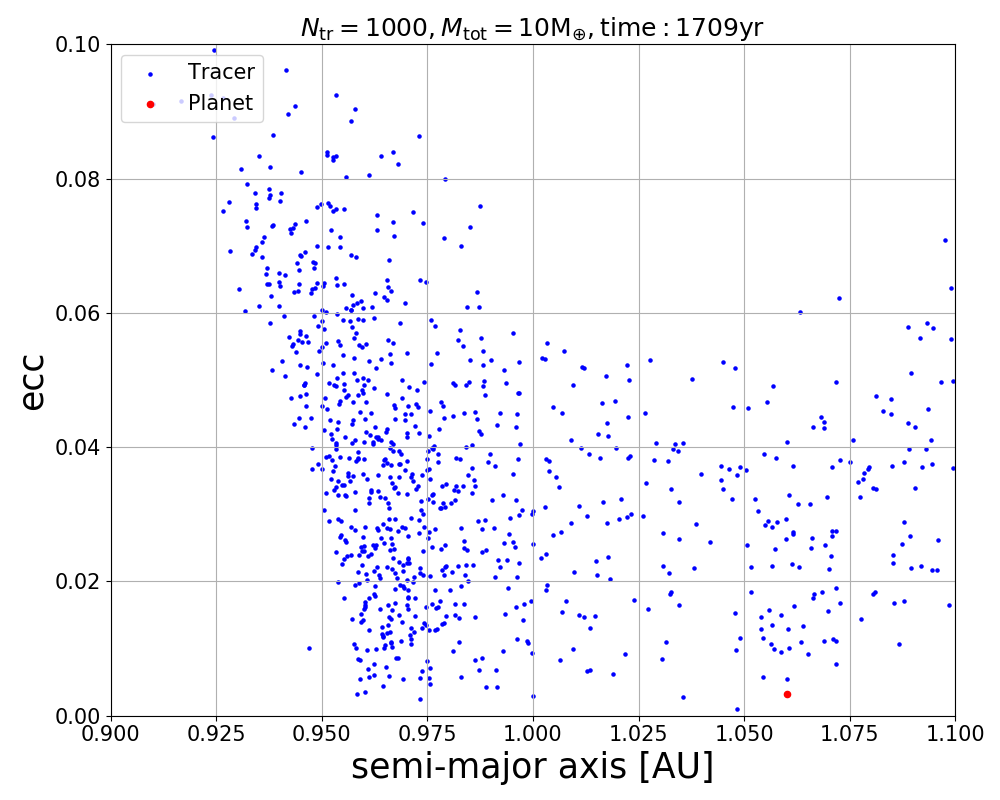 N_tr = 1000, M_tot = 10M_⊕, time : 1709yr
Tracer
Planet
0.10
0.08
0.06
0.04
0.02
0.00
ecc
0.900 0.925 0.950 0.975 1.000 1.025 1.050 1.075 1.100
semi-major axis [AU]